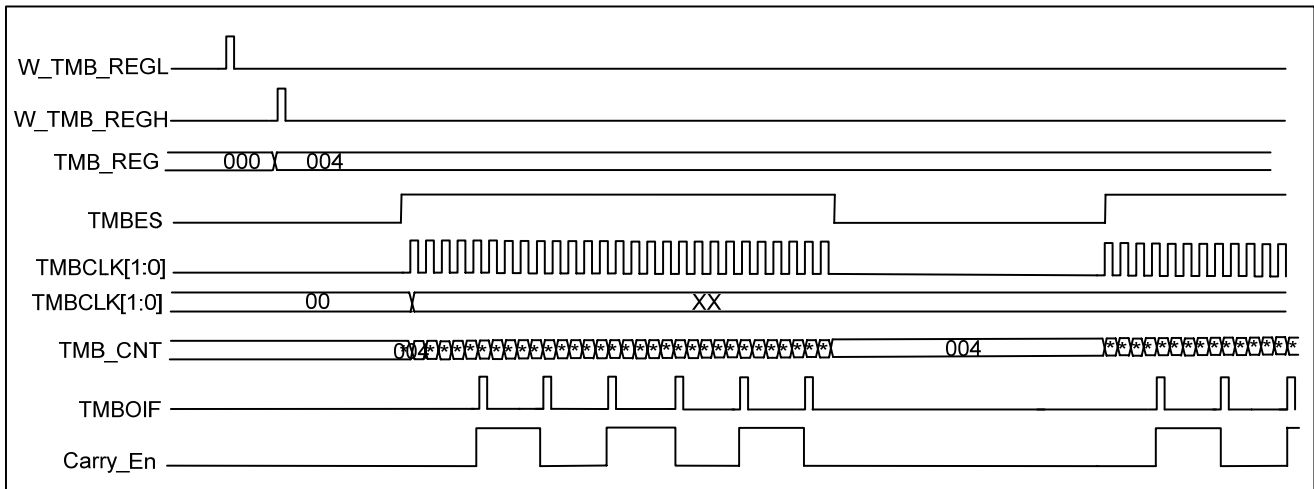 W_TMB_REGL
W_TMB_REGH
TMB_REG 000 004
TMBES
TMBCLK[1:0]
TMBCLK[1:0] 00 XX
TMB_CNT 004 * * * * * * * * * * * * * * * * * * * * * * * * * * * * * * * * 004 * * * * * * * * * * * * * * *
TMBOIF
Carry_En